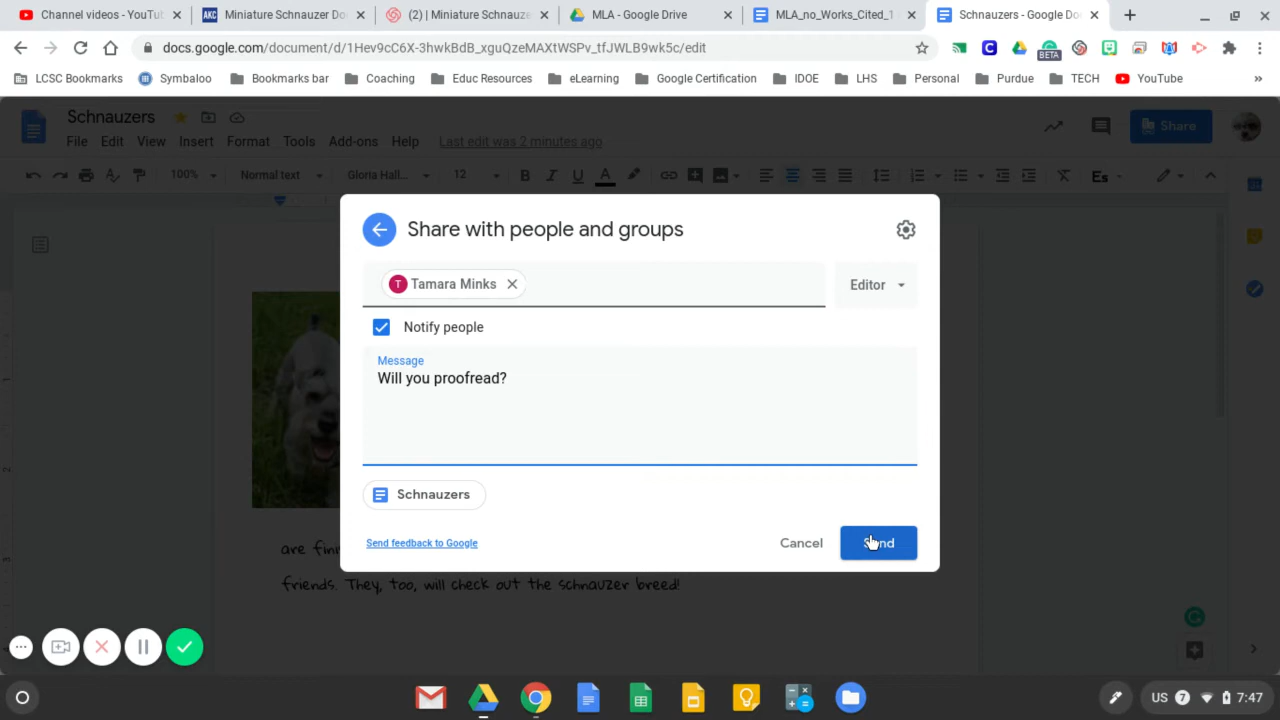 Channel videos - YouTu
Miniature Schnauzer Do
(2) | Miniature Schnauze
MLA - Google Drive
MLA_no_Works_Cited_1
Schnauzers - Google Do
docs.google.com/document/d/1Hev9cC6X-3hwkBdB_xguQzeMAXtWSPv_tfJWLB9wk5c/edit
BETA
LCSC Bookmarks
Symbaloo
Bookmarks bar
Coaching
Educ Resources
eLearning
Google Certification
IDOE
LHS
Personal
Purdue
TECH
YouTube
Schnauzers
Share
File Edit View Insert Format Tools Add-ons Help Last edit was 2 minutes ago
100% Normal text Gloria Hall... 12 B I U A Es
Share with people and groups
T Tamara Minks
Editor
Notify people
Message
Will you proofread?
Schnauzers
Send feedback to Google
Cancel
friends. They, too, will check out the schnauzer breed!
US 7 7:47